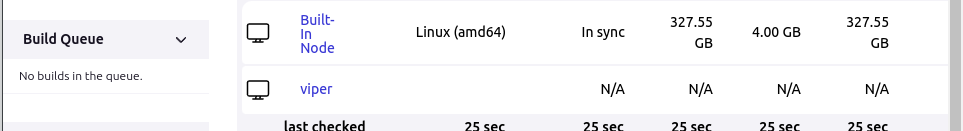 Build Queue
No builds in the queue.
Built-
In
Node
Linux (amd64)
In sync
327.55
GB
4.00 GB
327.55
GB
viper
N/A
N/A
N/A
N/A
last checked
25 sec
25 sec
25 sec
25 sec
25 sec